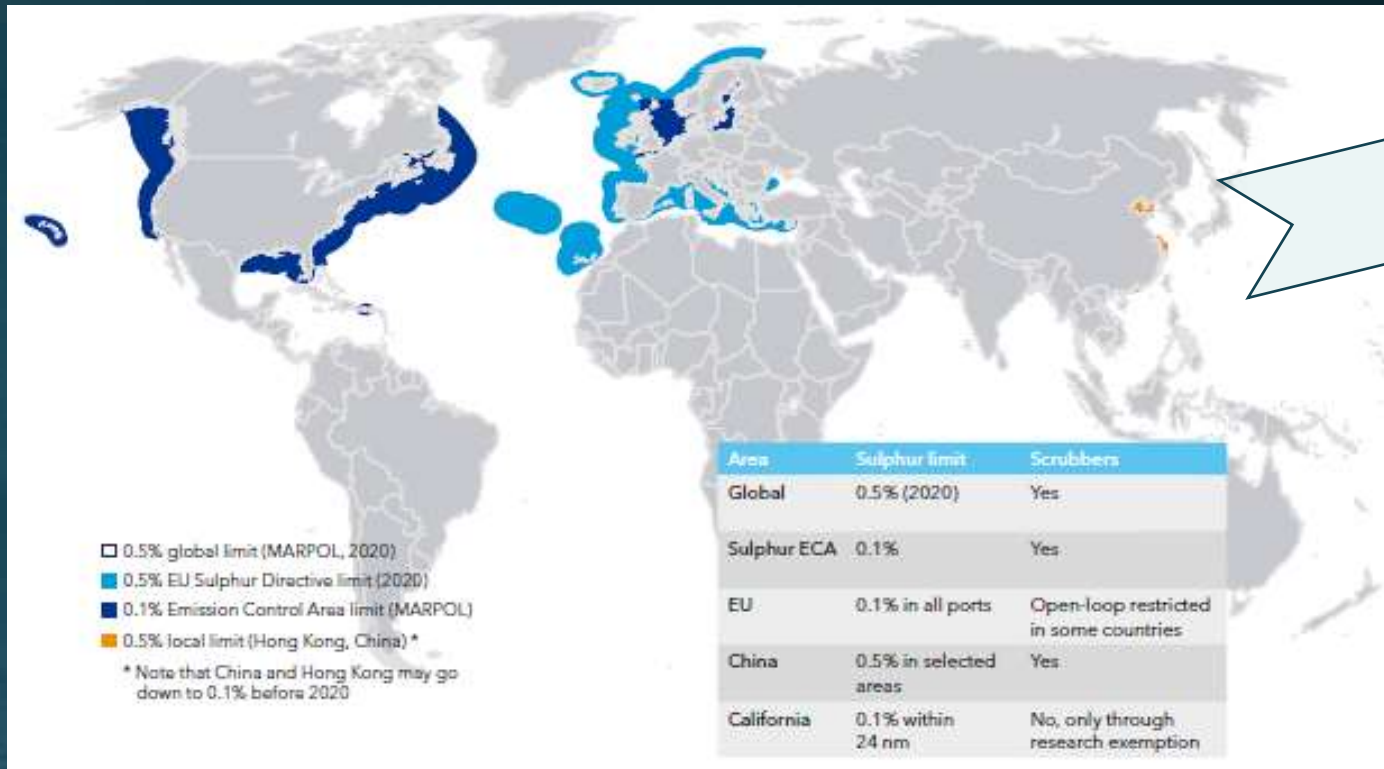 0.5% global limit (MARPOL, 2020)
0.5% EU Sulphur Directive limit (2020)
0.1% Emission Control Area limit (MARPOL)
0.5% local limit (Hong Kong, China) *
* Note that China and Hong Kong may go
down to 0.1% before 2020
Area Sulphur limit Scrubbers
Global 0.5% (2020) Yes
Sulphur ECA 0.1% Yes
EU 0.1% in all ports Open-loop restricted
in some countries
China 0.5% in selected Yes
areas
California 0.1% within No, only through
24 nm research exemption